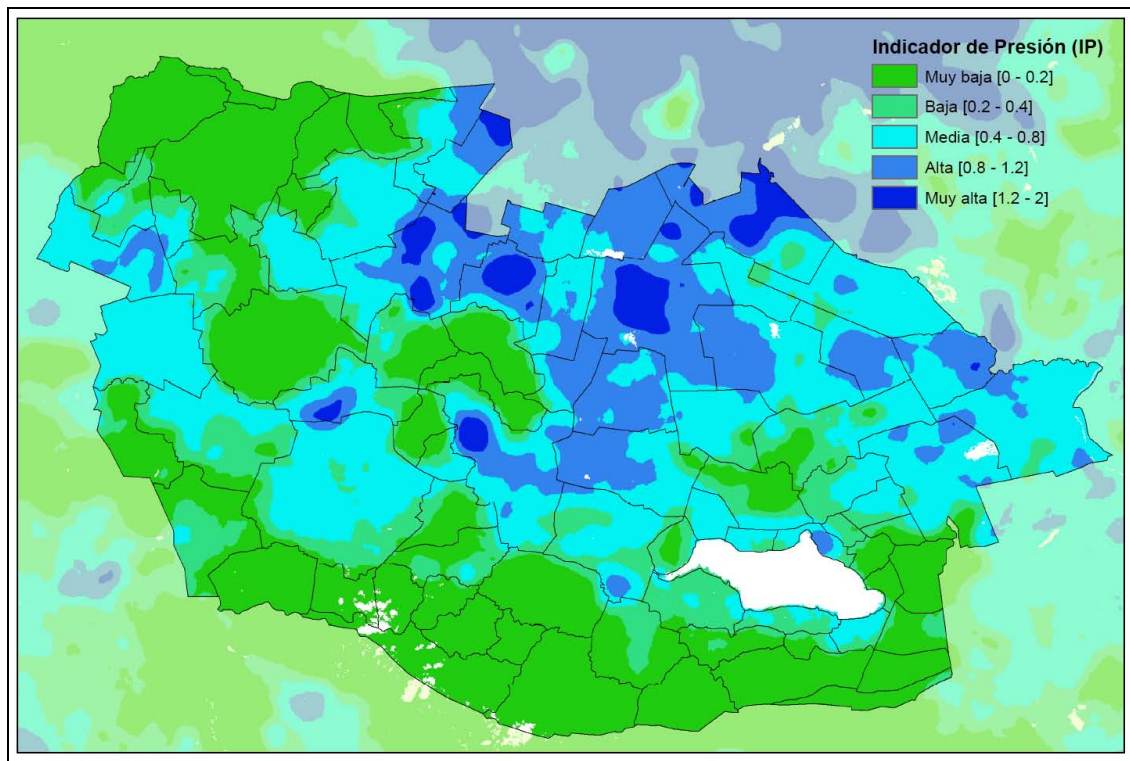 Indicador de Presión (IP)
Muy baja [0 - 0.2]
Baja [0.2 - 0.4]
Media [0.4 - 0.8]
Alta [0.8 - 1.2]
Muy alta [1.2 - 2]